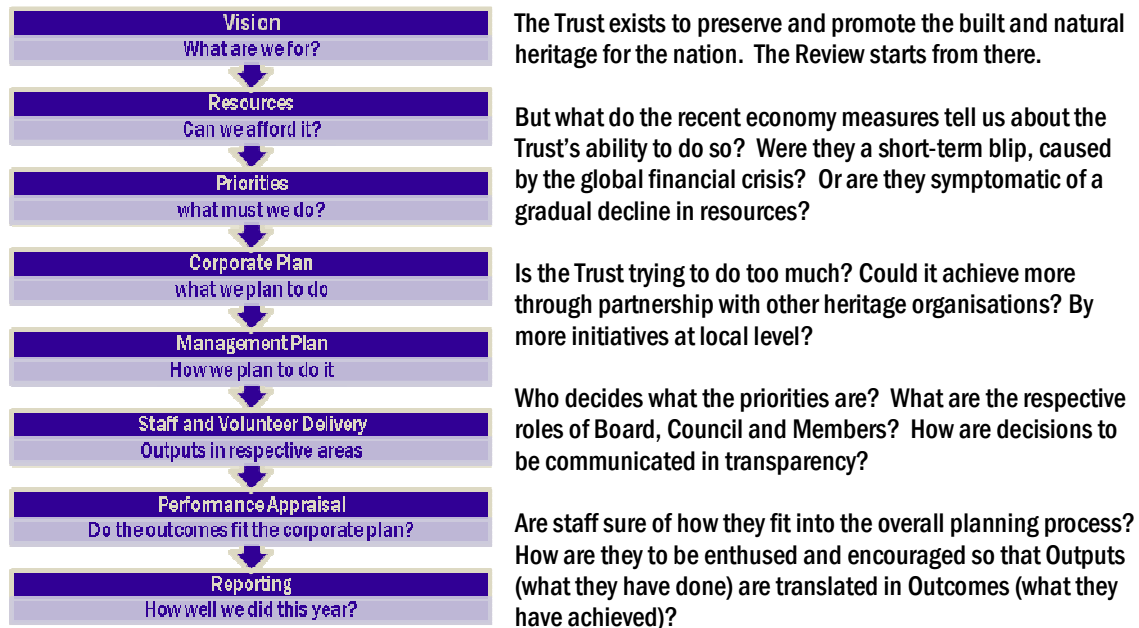 Vision
What are we for?
Resources
Can we afford it?
Priorities
what must we do?
Corporate Plan
what we plan to do
Management Plan
How we plan to do it
Staff and Volunteer Delivery
Outputs in respective areas
Performance Appraisal
Do the outcomes fit the corporate plan?
Reporting
How well we did this year?
The Trust exists to preserve and promote the built and natural
heritage for the nation. The Review starts from there.
But what do the recent economy measures tell us about the
Trust's ability to do so? Were they a short-term blip, caused
by the global financial crisis? Or are they symptomatic of a
gradual decline in resources?
Is the Trust trying to do too much? Could it achieve more
through partnership with other heritage organisations? By
more initiatives at local level?
Who decides what the priorities are? What are the respective
roles of Board, Council and Members? How are decisions to
be communicated in transparency?
Are staff sure of how they fit into the overall planning process?
How are they to be enthused and encouraged so that Outputs
(what they have done) are translated in Outcomes (what they
have achieved)?